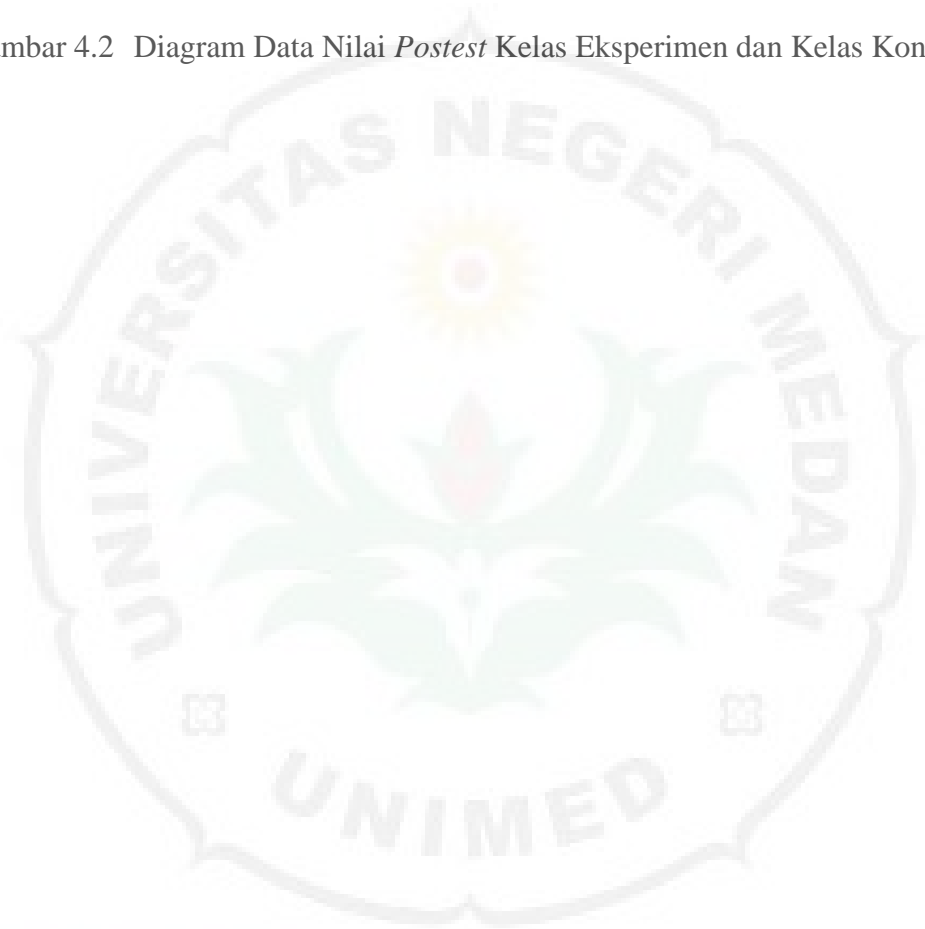 mbar 4.2 Diagram Data Nilai Postest Kelas Eksperimen dan Kelas Kon
UNIVERSITAS NEGERI MEDAN
UNIMED